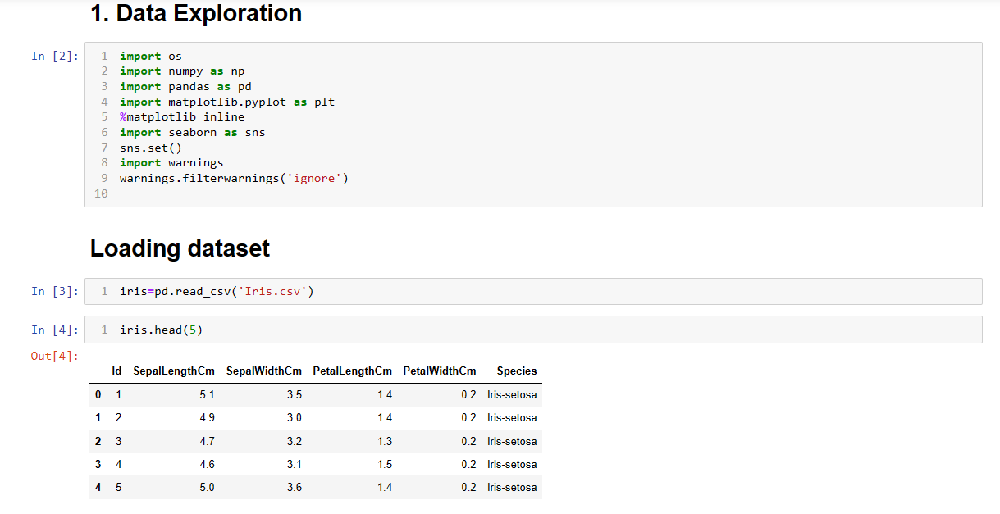 1. Data Exploration
In [2]:
1 import os
2 import numpy as np
3 import pandas as pd
4 import matplotlib.pyplot as plt
5 %matplotlib inline
6 import seaborn as sns
7 sns.set()
8 import warnings
9 warnings.filterwarnings('ignore')
10
Loading dataset
In [3]: 1 iris=pd.read_csv('Iris.csv')
In [4]: 1 iris.head(5)
Out[4]:
Id SepalLengthCm SepalWidthCm PetalLengthCm PetalWidthCm Species
0 1 5.1 3.5 1.4 0.2 Iris-setosa
1 2 4.9 3.0 1.4 0.2 Iris-setosa
2 3 4.7 3.2 1.3 0.2 Iris-setosa
3 4 4.6 3.1 1.5 0.2 Iris-setosa
4 5 5.0 3.6 1.4 0.2 Iris-setosa